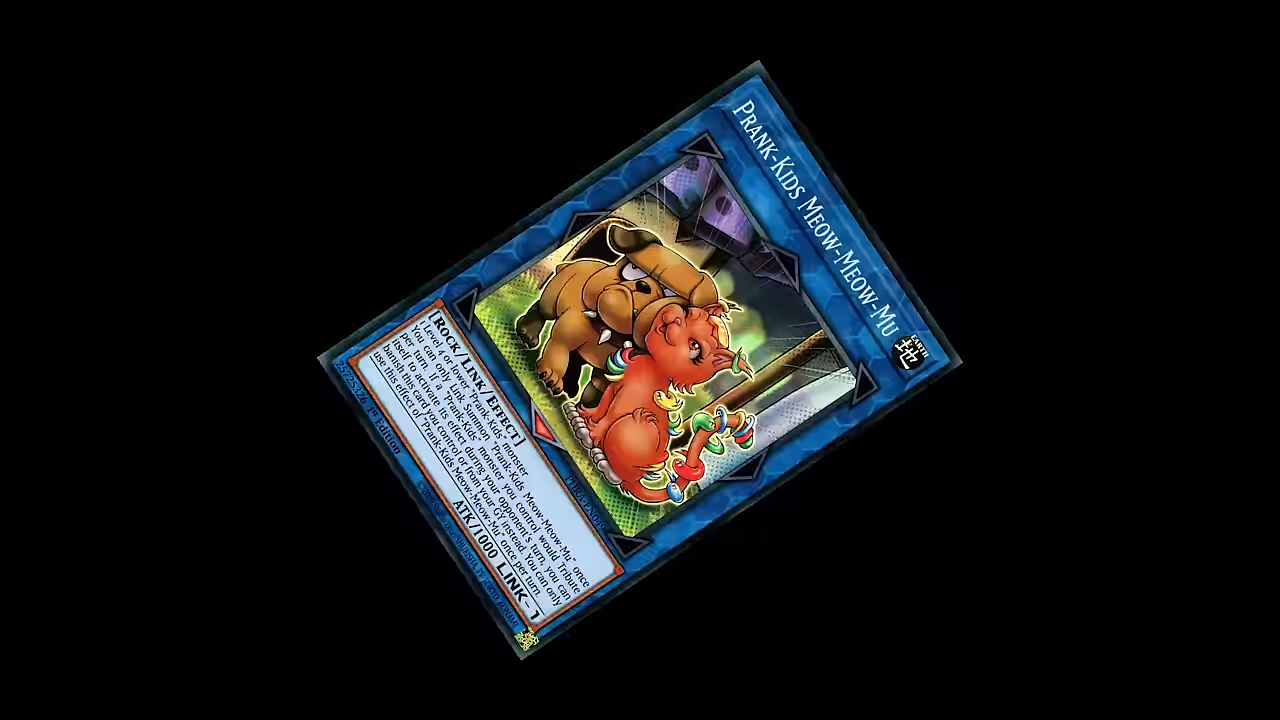 PRANK-KIDS MEOW-MEOW-MU
EARTH
地
[ROCK/LINK/EFFECT]
1 Level 4 or lower "Prank-Kids" monster
You can only Link Summon "Prank-Kids Meow-Meow-Mu" once
per turn. If a "Prank-Kids" monster you control would Tribute
itself to activate its effect during your opponent's turn, you can
banish this card you control or from your GY instead. You can only
use this effect of "Prank-Kids Meow-Meow-Mu" once per turn.
ATK/1000 LINK-1
1st Edition